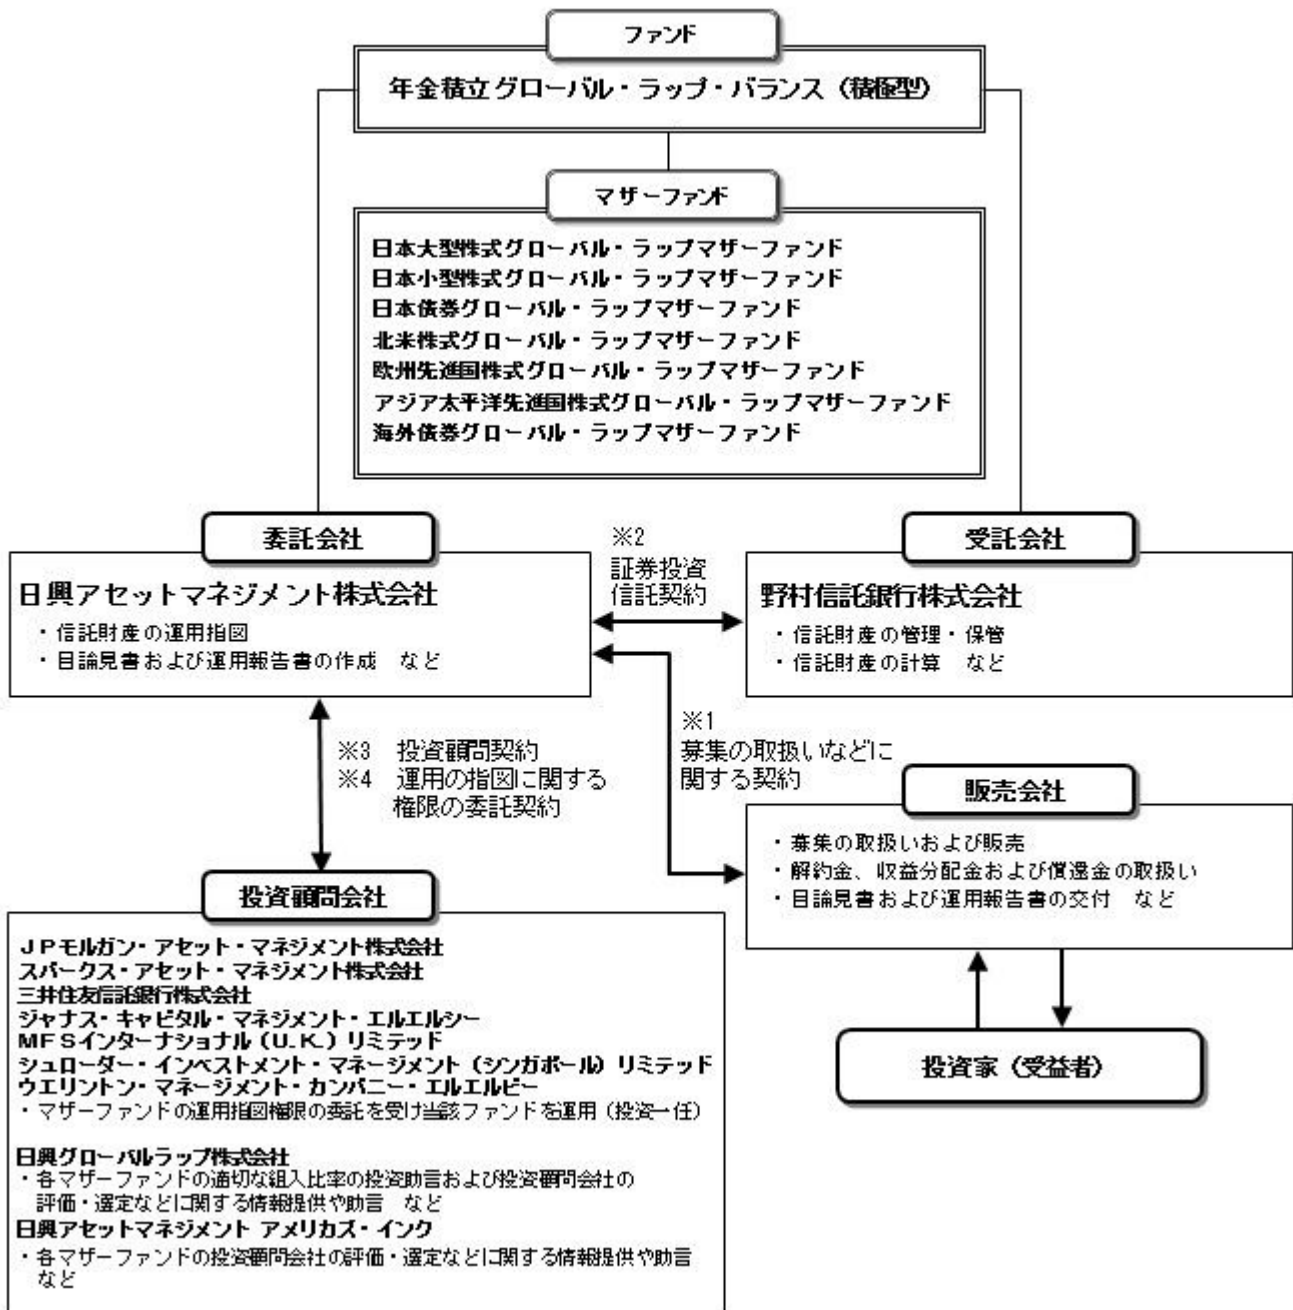 ファンド
年金積立グローバル・ラップ・バランス（積極型）
マザーファンド
日本大型株式グローバル・ラップマザーファンド
日本小型株式グローバル・ラップマザーファンド
日本債券グローバル・ラップマザーファンド
北米株式グローバル・ラップマザーファンド
欧州先進国株式グローバル・ラップマザーファンド
アジア太平洋先進国株式グローバル・ラップマザーファンド
海外債券グローバル・ラップマザーファンド
委託会社
日興アセットマネジメント株式会社
・信託財産の運用指図
・目論見書および運用報告書の作成　など
※2
証券投資
信託契約
受託会社
野村信託銀行株式会社
・信託財産の管理・保管
・信託財産の計算　など
※3　投資顧問契約
※4　運用の指図に関する
権限の委託契約
※1
募集の取扱いなどに
関する契約
販売会社
・募集の取扱いおよび販売
・解約金、収益分配金および償還金の取扱い
・目論見書および運用報告書の交付　など
投資家（受益者）
投資顧問会社
ＪＰモルガン・アセット・マネジメント株式会社
スパークス・アセット・マネジメント株式会社
三井住友信託銀行株式会社
ジャナス・キャピタル・マネジメント・エルエルシー
MFSインターナショナル（U.K.）リミテッド
シュローダー・インベストメント・マネージメント（シンガポール）リミテッド
ウエリントン・マネージメント・カンパニー・エルエルピー
・マザーファンドの運用指図権限の委託を受け当該ファンドを運用（投資一任）
日興グローバルラップ株式会社
・各マザーファンドの適切な組入比率の投資助言および投資顧問会社の
評価・選定などに関する情報提供や助言　など
日興アセットマネジメント アメリカズ・インク
・各マザーファンドの投資顧問会社の評価・選定などに関する情報提供や助言
など